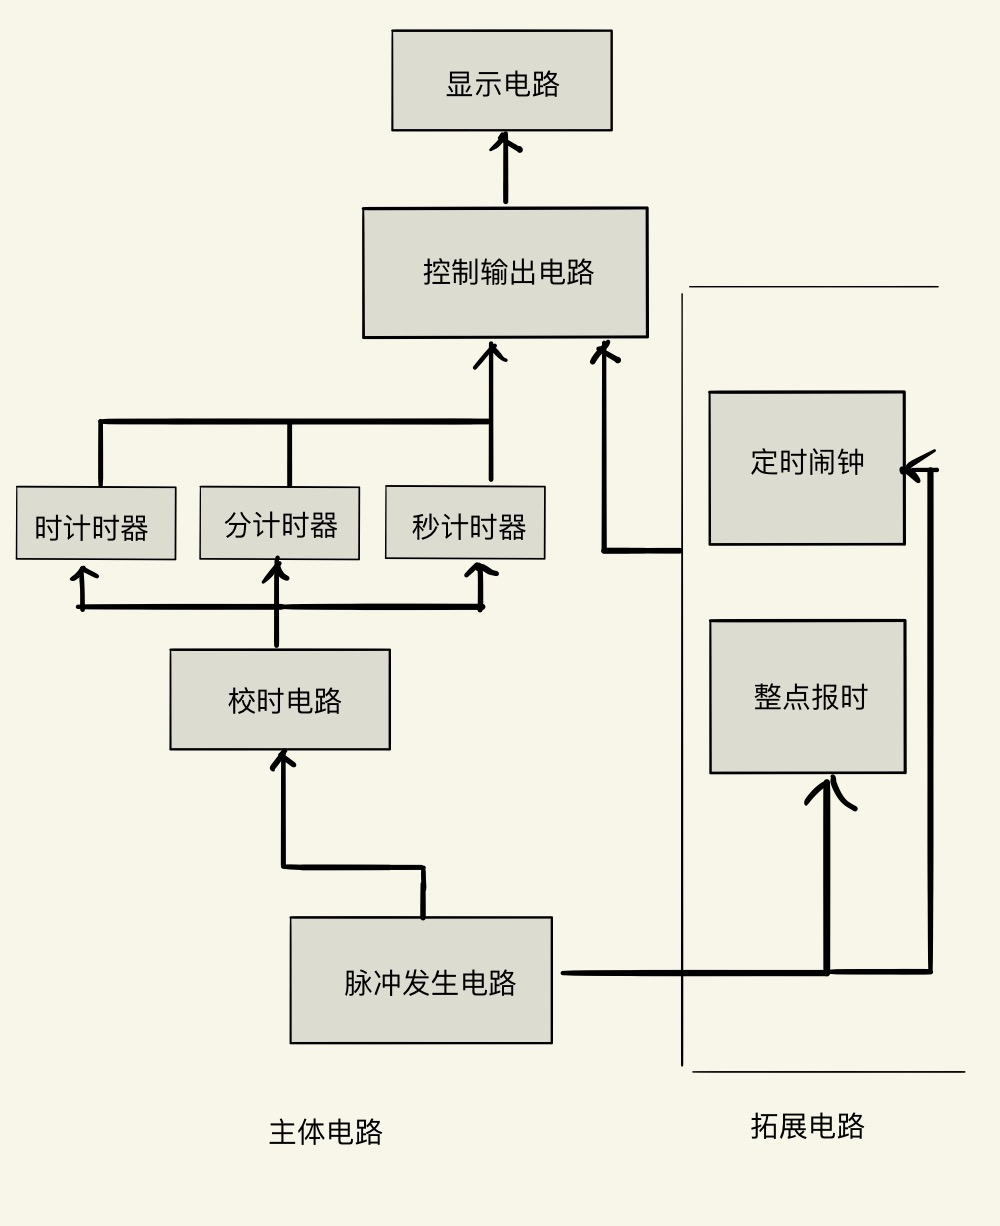 显示电路
控制输出电路
定时闹钟
时计时器
分计时器
秒计时器
校时电路
整点报时
脉冲发生电路
主体电路
拓展电路